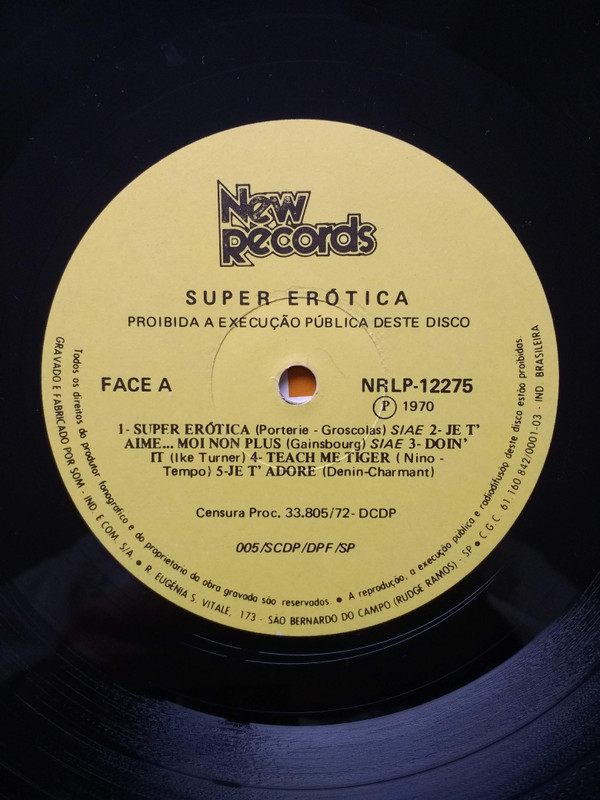 New
Records
SUPER ERÓTICA
PROIBIDA A EXECUÇÃO PÚBLICA DESTE DISCO
FACE A
NRLP-12275
P 1970
1- SUPER ERÓTICA (Porterie - Groscolas) SIAE 2- JE T'
AIME... MOI NON PLUS (Gainsbourg) SIAE 3- DOIN'
IT (Ike Turner) 4- TEACH ME TIGER ( Nino -
Tempo) 5-JE T' ADORE (Denin-Charmant)
Censura Proc. 33.805/72- DCDP
005/SCDP/DPF/SP
Todos os direitos do produtor fonográfico e do proprietário da obra gravada são reservados. ● A reprodução, a execução pública e radiodifusão deste disco estão proibidas.
GRAVADO E FABRICADO POR SOM - IND. E COM. S/A ● R. EUGÊNIA S. VITALE, 173 - SÃO BERNARDO DO CAMPO (RUDGE RAMOS) - SP ● C.G.C. 61 160 842/0001-03 - IND. BRASILEIRA